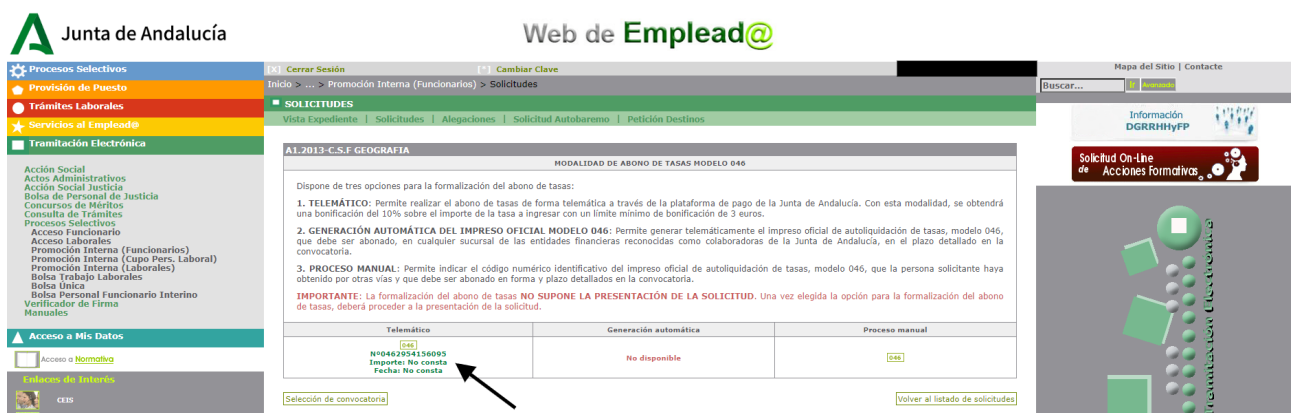 Junta de Andalucía
Web de Emplead@
Procesos Selectivos
Provisión de Puesto
Trámites Laborales
Servicios al Emplead@
Tramitación Electrónica
Acción Social
Actos Administrativos
Acción Social Justicia
Bolsa de Personal de Justicia
Concursos de Méritos
Consulta de Trámites
Procesos Selectivos
Acceso Funcionario
Acceso Laborales
Promoción Interna (Funcionarios)
Promoción Interna (Cupo Pers. Laboral)
Promoción Interna (Laborales)
Bolsa Trabajo Laborales
Bolsa Única
Bolsa Personal Funcionario Interino
Verificador de Firma
Manuales
Acceso a Mis Datos
Acceso a Normativa
Enlaces de Interés
CEIS
[X] Cerrar Sesión [*] Cambiar Clave
Inicio > ... > Promoción Interna (Funcionarios) > Solicitudes
SOLICITUDES
Vista Expediente | Solicitudes | Alegaciones | Solicitud Autobaremo | Petición Destinos
A1.2013-C.S.F GEOGRAFIA
MODALIDAD DE ABONO DE TASAS MODELO 046
Dispone de tres opciones para la formalización del abono de tasas:
1. TELEMÁTICO: Permite realizar el abono de tasas de forma telemática a través de la plataforma de pago de la Junta de Andalucía. Con esta modalidad, se obtendrá
una bonificación del 10% sobre el importe de la tasa a ingresar con un límite mínimo de bonificación de 3 euros.
2. GENERACIÓN AUTOMÁTICA DEL IMPRESO OFICIAL MODELO 046: Permite generar telemáticamente el impreso oficial de autoliquidación de tasas, modelo 046,
que debe ser abonado, en cualquier sucursal de las entidades financieras reconocidas como colaboradoras de la Junta de Andalucía, en el plazo detallado en la
convocatoria.
3. PROCESO MANUAL: Permite indicar el código numérico identificativo del impreso oficial de autoliquidación de tasas, modelo 046, que la persona solicitante haya
obtenido por otras vías y que debe ser abonado en forma y plazo detallados en la convocatoria.
IMPORTANTE: La formalización del abono de tasas NO SUPONE LA PRESENTACIÓN DE LA SOLICITUD. Una vez elegida la opción para la formalización del abono
de tasas, deberá proceder a la presentación de la solicitud.
Telemático Generación automática Proceso manual
046
Nº0462954156095
Importe: No consta
Fecha: No consta
No disponible
046
Selección de convocatoria Volver al listado de solicitudes
Mapa del Sitio | Contacte
Buscar... Ir Avanzado
Información
DGRRHHyFP
Solicitud On-Line
de Acciones Formativas
Tramitación Electrónica